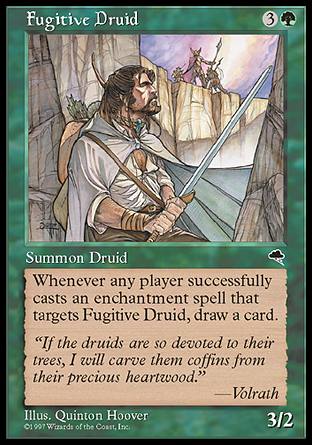 Fugitive Druid 3
Summon Druid
Whenever any player successfully
casts an enchantment spell that
targets Fugitive Druid, draw a card.
"If the druids are so devoted to their
trees, I will carve them coffins from
their precious heartwood."
—Volrath
Illus. Quinton Hoover
©1997 Wizards of the Coast, Inc. 3/2